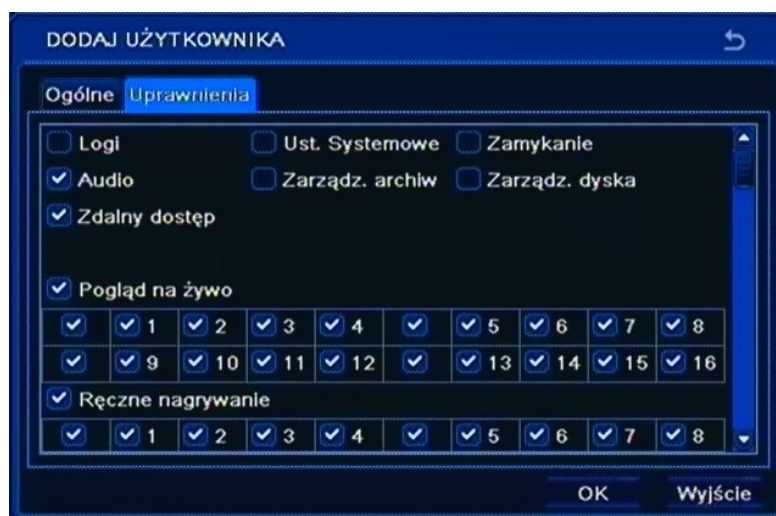 DODAJ UŻYTKOWNIKA
Ogólne Uprawnienia
Logi Ust. Systemowe Zamykanie
Audio Zarządz. archiw Zarządz. dyska
Zdalny dostęp
Pogląd na żywo
1 2 3 4 5 6 7 8
9 10 11 12 13 14 15 16
Ręczne nagrywanie
1 2 3 4 5 6 7 8
OK Wyjście